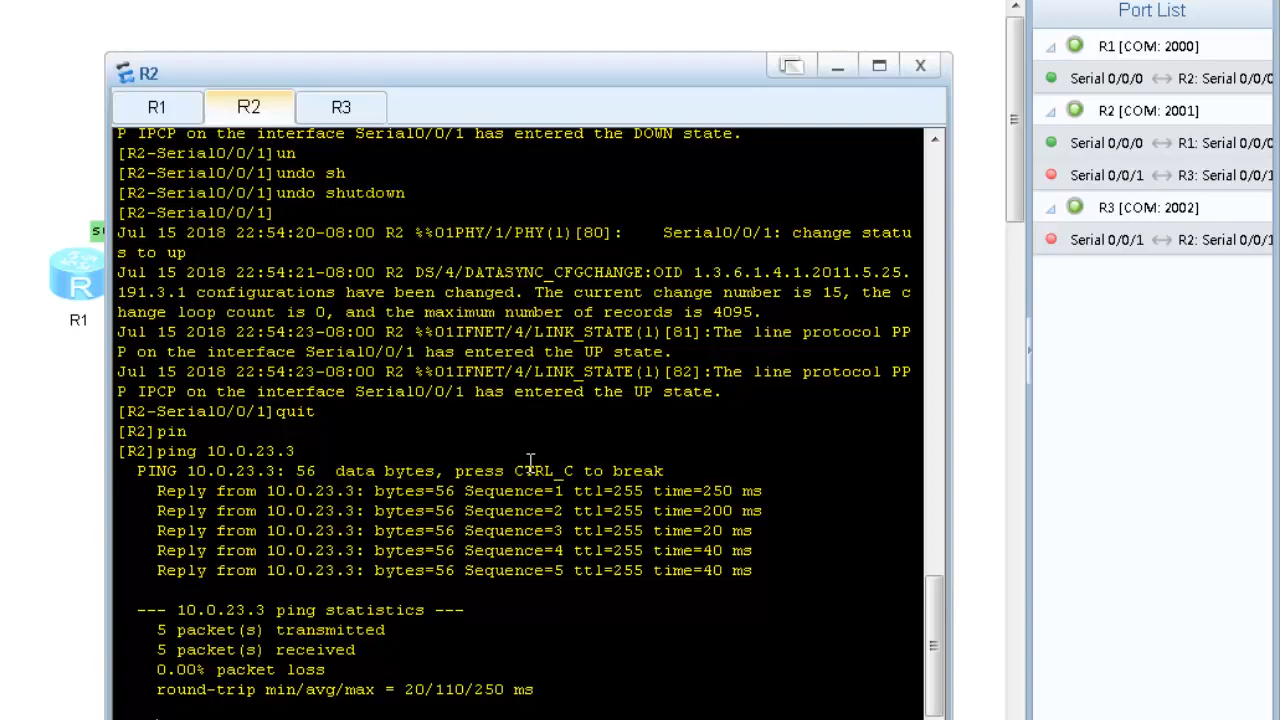 Port List
R1 [COM: 2000]
Serial 0/0/0 R2: Serial 0/0/0
R2 [COM: 2001]
Serial 0/0/0 R1: Serial 0/0/0
Serial 0/0/1 R3: Serial 0/0/1
R3 [COM: 2002]
Serial 0/0/1 R2: Serial 0/0/1
R
R1
R2
R1 R2 R3
P IPCP on the interface Serial0/0/1 has entered the DOWN state.
[R2-Serial0/0/1]un
[R2-Serial0/0/1]undo sh
[R2-Serial0/0/1]undo shutdown
[R2-Serial0/0/1]
Jul 15 2018 22:54:20-08:00 R2 %%01PHY/1/PHY(l)[80]:    Serial0/0/1: change statu
s to up
Jul 15 2018 22:54:21-08:00 R2 DS/4/DATASYNC_CFGCHANGE:OID 1.3.6.1.4.1.2011.5.25.
191.3.1 configurations have been changed. The current change number is 15, the c
hange loop count is 0, and the maximum number of records is 4095.
Jul 15 2018 22:54:23-08:00 R2 %%01IFNET/4/LINK_STATE(l)[81]:The line protocol PP
P on the interface Serial0/0/1 has entered the UP state.
Jul 15 2018 22:54:23-08:00 R2 %%01IFNET/4/LINK_STATE(l)[82]:The line protocol PP
P IPCP on the interface Serial0/0/1 has entered the UP state.
[R2-Serial0/0/1]quit
[R2]pin
[R2]ping 10.0.23.3
PING 10.0.23.3: 56  data bytes, press CTRL_C to break
Reply from 10.0.23.3: bytes=56 Sequence=1 ttl=255 time=250 ms
Reply from 10.0.23.3: bytes=56 Sequence=2 ttl=255 time=200 ms
Reply from 10.0.23.3: bytes=56 Sequence=3 ttl=255 time=20 ms
Reply from 10.0.23.3: bytes=56 Sequence=4 ttl=255 time=40 ms
Reply from 10.0.23.3: bytes=56 Sequence=5 ttl=255 time=40 ms
--- 10.0.23.3 ping statistics ---
5 packet(s) transmitted
5 packet(s) received
0.00% packet loss
round-trip min/avg/max = 20/110/250 ms